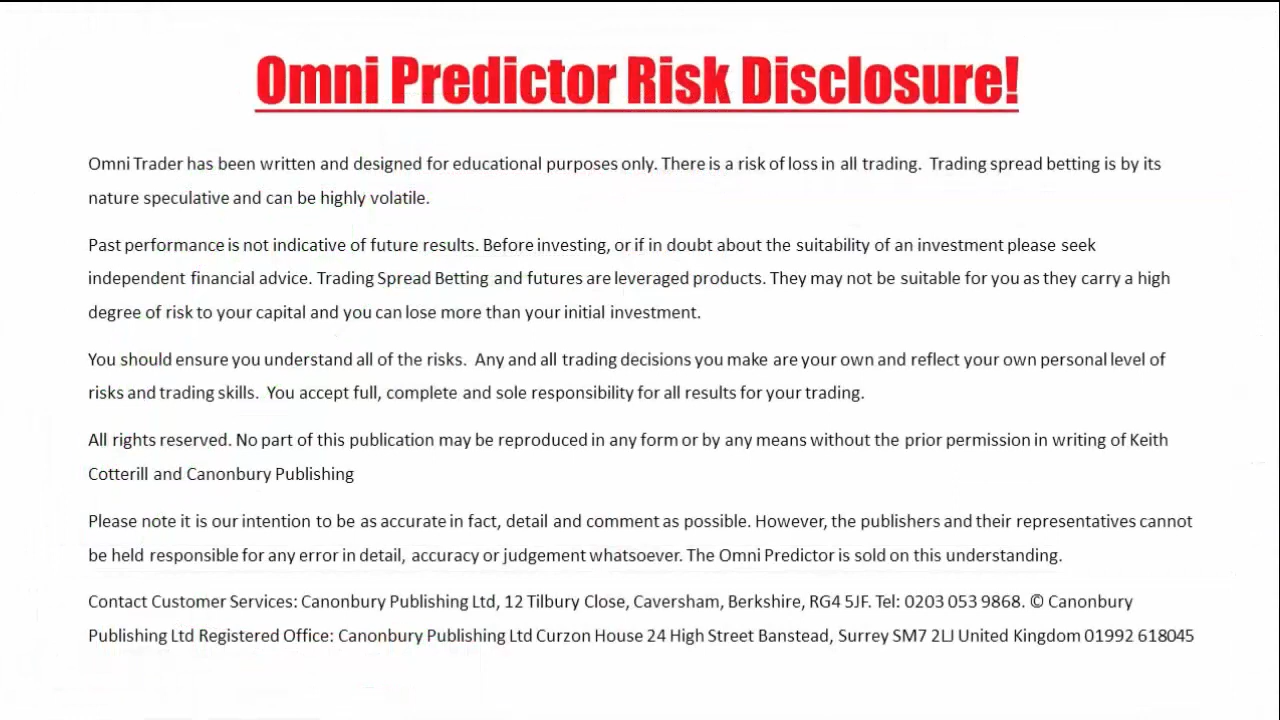 Omni Predictor Risk Disclosure!
Omni Trader has been written and designed for educational purposes only. There is a risk of loss in all trading. Trading spread betting is by its
nature speculative and can be highly volatile.
Past performance is not indicative of future results. Before investing, or if in doubt about the suitability of an investment please seek
independent financial advice. Trading Spread Betting and futures are leveraged products. They may not be suitable for you as they carry a high
degree of risk to your capital and you can lose more than your initial investment.
You should ensure you understand all of the risks. Any and all trading decisions you make are your own and reflect your own personal level of
risks and trading skills. You accept full, complete and sole responsibility for all results for your trading.
All rights reserved. No part of this publication may be reproduced in any form or by any means without the prior permission in writing of Keith
Cotterill and Canonbury Publishing
Please note it is our intention to be as accurate in fact, detail and comment as possible. However, the publishers and their representatives cannot
be held responsible for any error in detail, accuracy or judgement whatsoever. The Omni Predictor is sold on this understanding.
Contact Customer Services: Canonbury Publishing Ltd, 12 Tilbury Close, Caversham, Berkshire, RG4 5JF. Tel: 0203 053 9868. © Canonbury
Publishing Ltd Registered Office: Canonbury Publishing Ltd Curzon House 24 High Street Banstead, Surrey SM7 2LJ United Kingdom 01992 618045